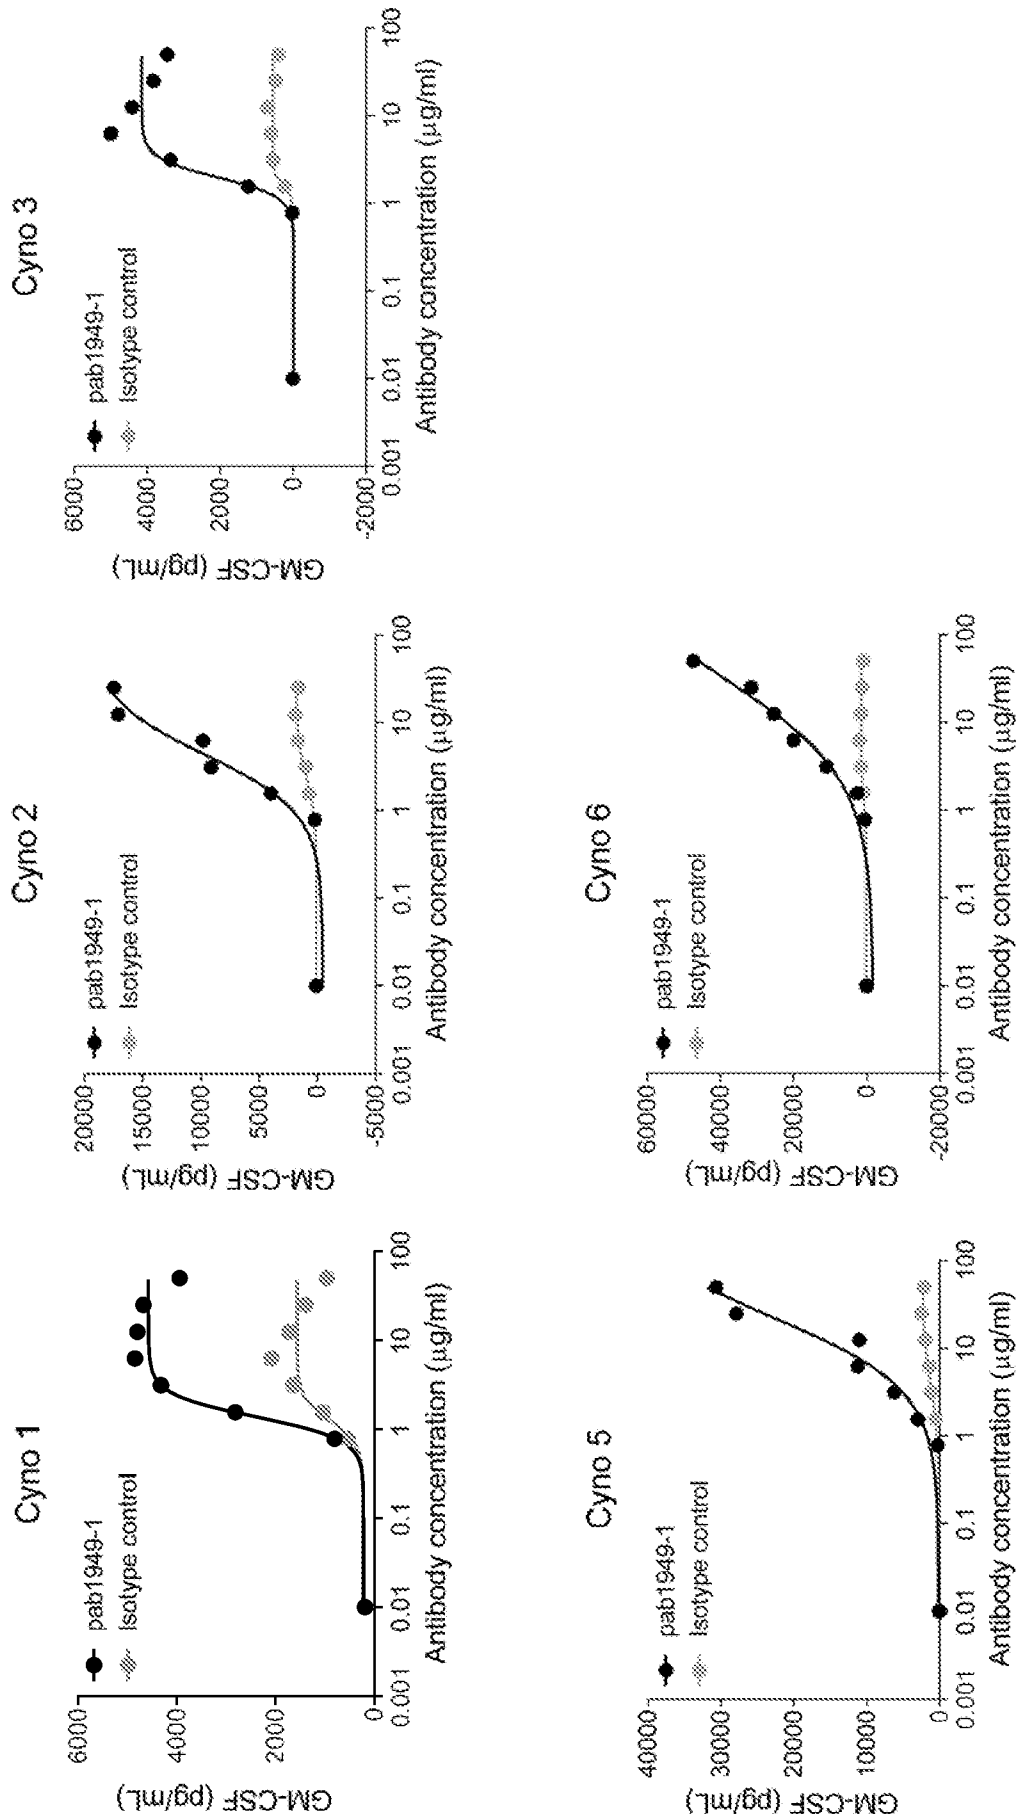 Cyno 1
pab1949-1
Isotype control
GM-CSF (pg/mL)
6000
4000
2000
0
0.001 0.01 0.1 1 10 100
Antibody concentration (μg/ml)
Cyno 2
pab1949-1
Isotype control
GM-CSF (pg/mL)
20000
15000
10000
5000
0
-5000
0.001 0.01 0.1 1 10 100
Antibody concentration (μg/ml)
Cyno 3
pab1949-1
Isotype control
GM-CSF (pg/mL)
6000
4000
2000
0
-2000
0.001 0.01 0.1 1 10 100
Antibody concentration (μg/ml)
Cyno 5
pab1949-1
Isotype control
GM-CSF (pg/mL)
40000
30000
20000
10000
0
0.001 0.01 0.1 1 10 100
Antibody concentration (μg/ml)
Cyno 6
pab1949-1
Isotype control
GM-CSF (pg/mL)
60000
40000
20000
0
-20000
0.001 0.01 0.1 1 10 100
Antibody concentration (μg/ml)